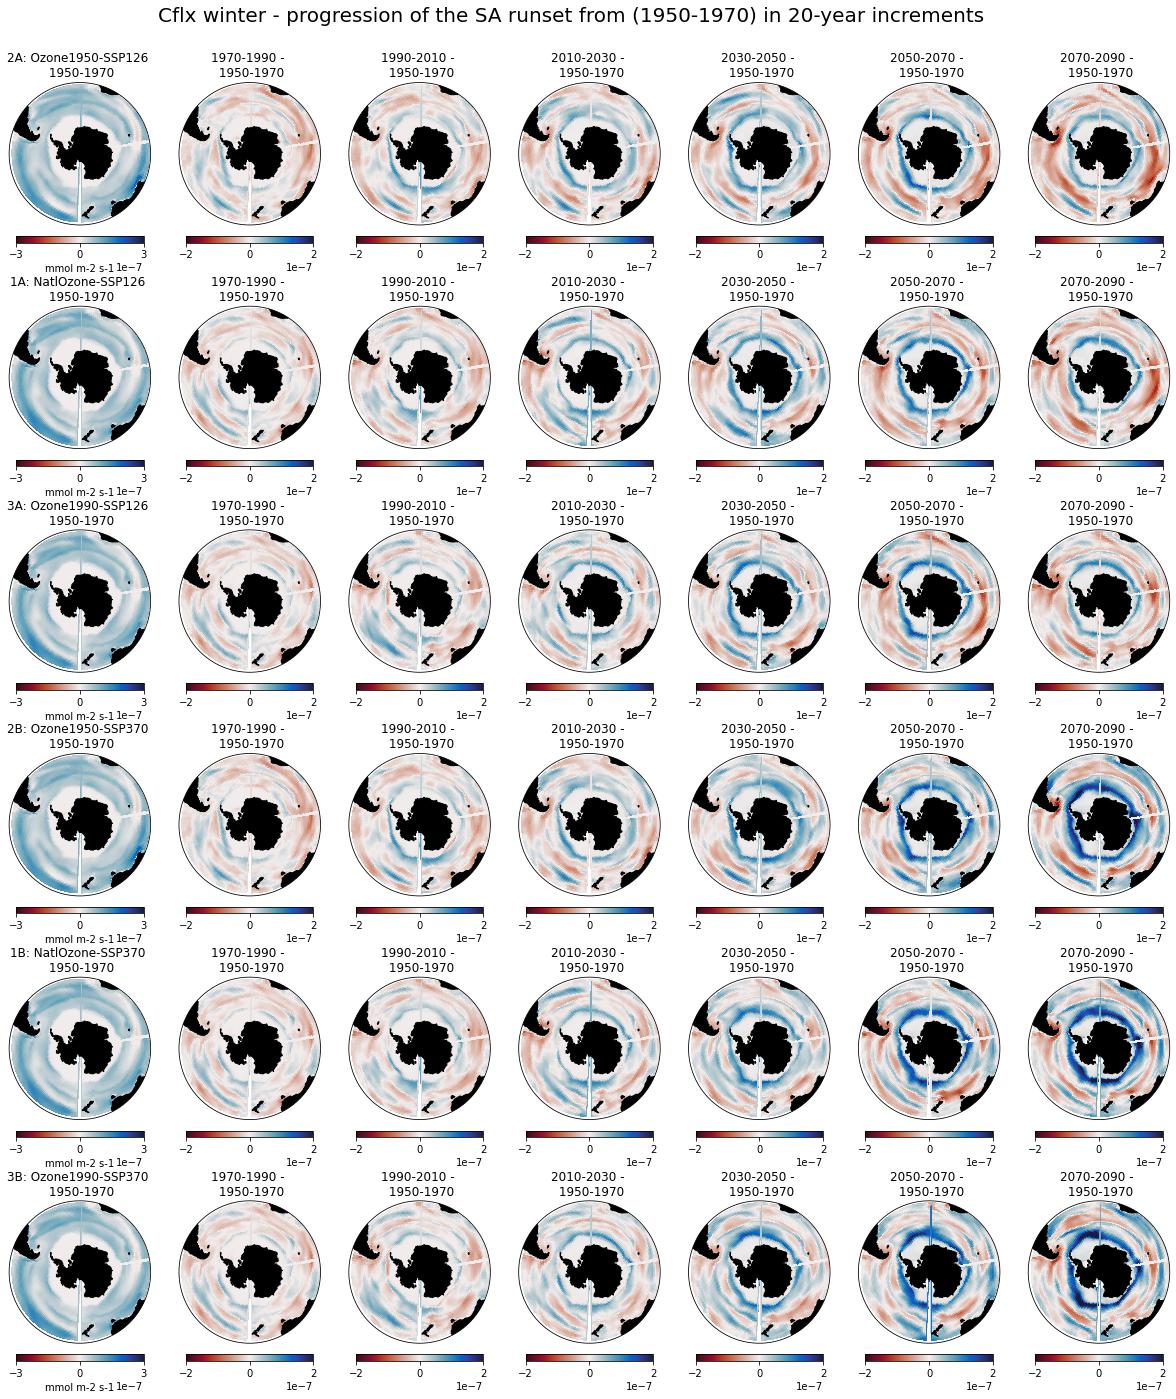 Cflx winter - progression of the SA runset from (1950-1970) in 20-year increments
2A: Ozone1950-SSP126
1950-1970
1970-1990 -
1950-1970
1990-2010 -
1950-1970
2010-2030 -
1950-1970
2030-2050 -
1950-1970
2050-2070 -
1950-1970
2070-2090 -
1950-1970
−3 0 3
mmol m-2 s-1 1e−7
−2 0 2
1e−7
−2 0 2
1e−7
−2 0 2
1e−7
−2 0 2
1e−7
−2 0 2
1e−7
−2 0 2
1e−7
1A: NatlOzone-SSP126
1950-1970
1970-1990 -
1950-1970
1990-2010 -
1950-1970
2010-2030 -
1950-1970
2030-2050 -
1950-1970
2050-2070 -
1950-1970
2070-2090 -
1950-1970
−3 0 3
mmol m-2 s-1 1e−7
−2 0 2
1e−7
−2 0 2
1e−7
−2 0 2
1e−7
−2 0 2
1e−7
−2 0 2
1e−7
−2 0 2
1e−7
3A: Ozone1990-SSP126
1950-1970
1970-1990 -
1950-1970
1990-2010 -
1950-1970
2010-2030 -
1950-1970
2030-2050 -
1950-1970
2050-2070 -
1950-1970
2070-2090 -
1950-1970
−3 0 3
mmol m-2 s-1 1e−7
−2 0 2
1e−7
−2 0 2
1e−7
−2 0 2
1e−7
−2 0 2
1e−7
−2 0 2
1e−7
−2 0 2
1e−7
2B: Ozone1950-SSP370
1950-1970
1970-1990 -
1950-1970
1990-2010 -
1950-1970
2010-2030 -
1950-1970
2030-2050 -
1950-1970
2050-2070 -
1950-1970
2070-2090 -
1950-1970
−3 0 3
mmol m-2 s-1 1e−7
−2 0 2
1e−7
−2 0 2
1e−7
−2 0 2
1e−7
−2 0 2
1e−7
−2 0 2
1e−7
−2 0 2
1e−7
1B: NatlOzone-SSP370
1950-1970
1970-1990 -
1950-1970
1990-2010 -
1950-1970
2010-2030 -
1950-1970
2030-2050 -
1950-1970
2050-2070 -
1950-1970
2070-2090 -
1950-1970
−3 0 3
mmol m-2 s-1 1e−7
−2 0 2
1e−7
−2 0 2
1e−7
−2 0 2
1e−7
−2 0 2
1e−7
−2 0 2
1e−7
−2 0 2
1e−7
3B: Ozone1990-SSP370
1950-1970
1970-1990 -
1950-1970
1990-2010 -
1950-1970
2010-2030 -
1950-1970
2030-2050 -
1950-1970
2050-2070 -
1950-1970
2070-2090 -
1950-1970
−3 0 3
mmol m-2 s-1 1e−7
−2 0 2
1e−7
−2 0 2
1e−7
−2 0 2
1e−7
−2 0 2
1e−7
−2 0 2
1e−7
−2 0 2
1e−7